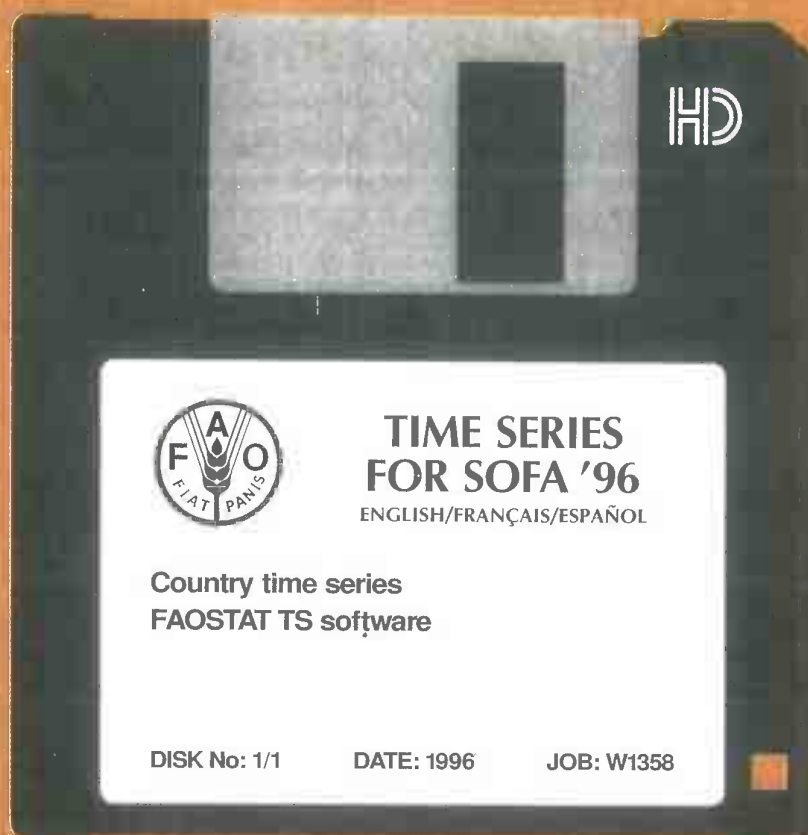 HD
FAO
FIAT PANIS
TIME SERIES
FOR SOFA '96
ENGLISH/FRANÇAIS/ESPAÑOL
Country time series
FAOSTAT TS software
DISK No: 1/1 DATE: 1996 JOB: W1358